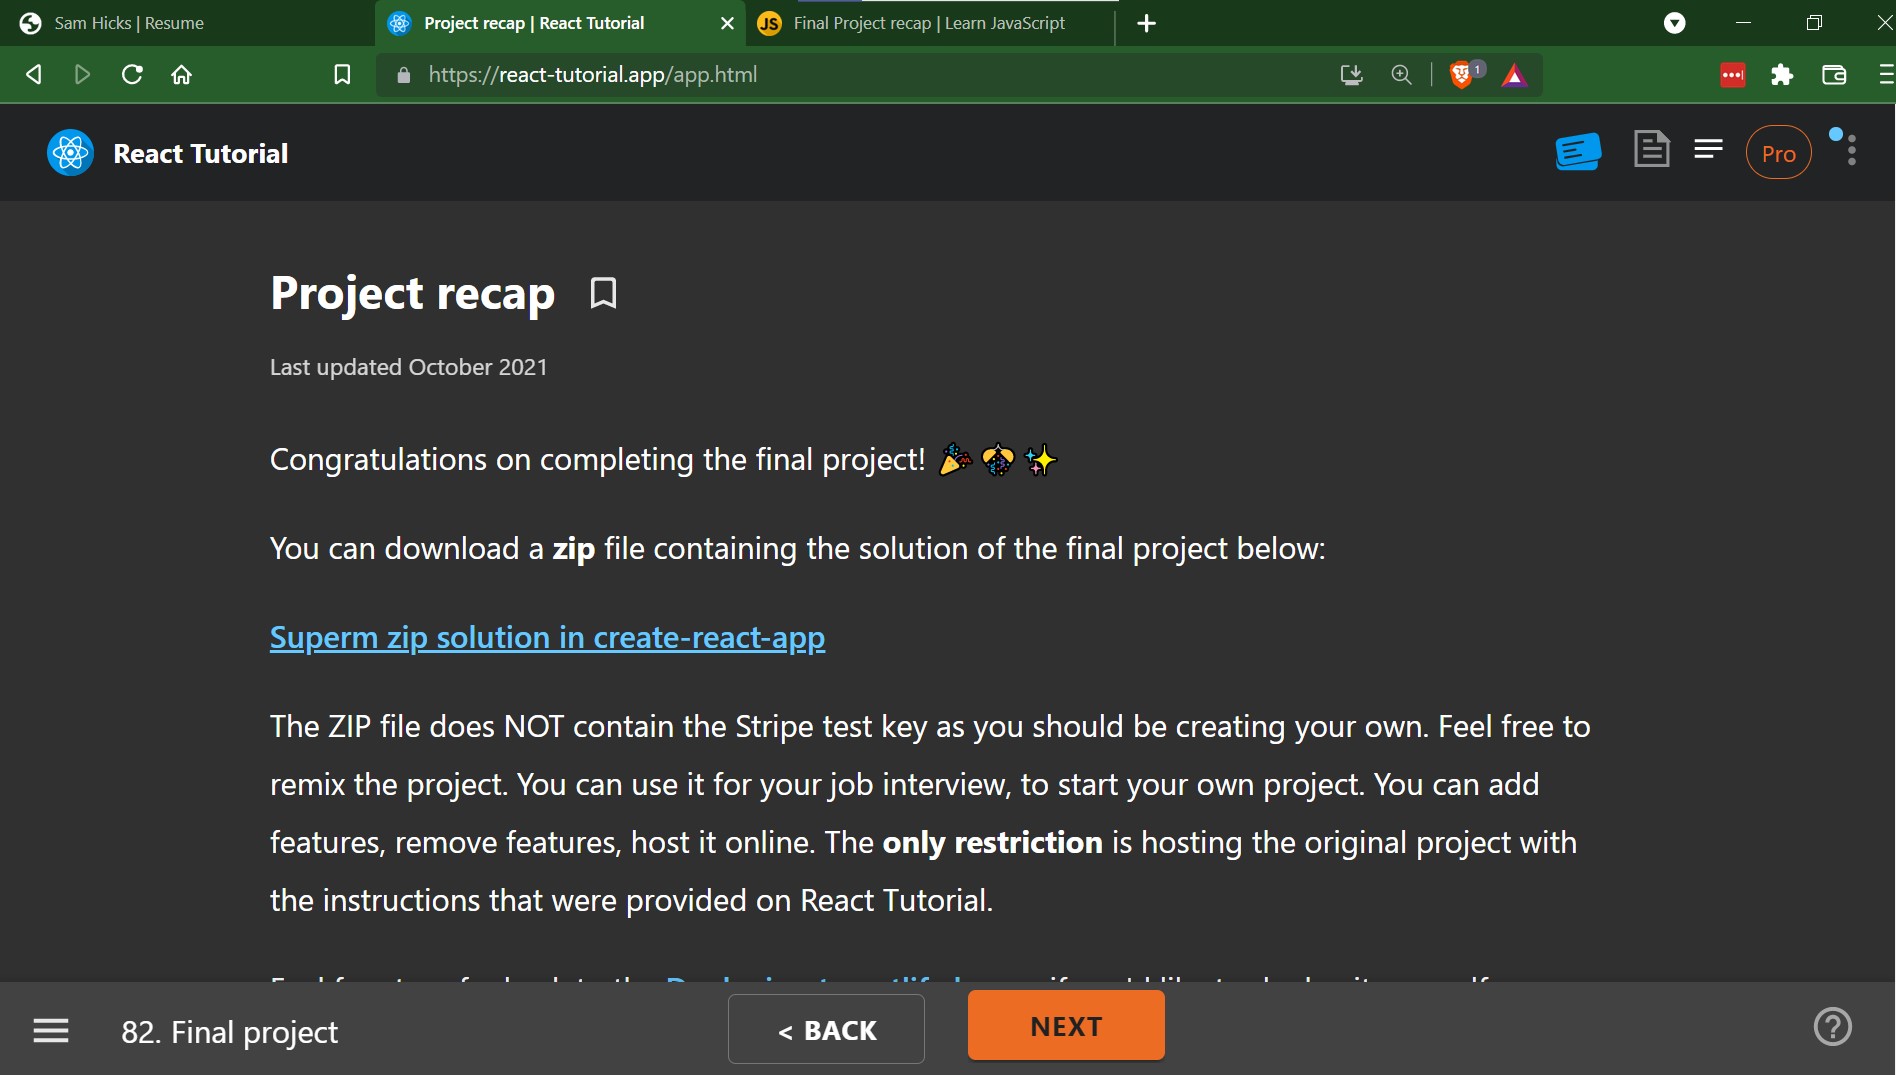 Sam Hicks | Resume
Project recap | React Tutorial
Final Project recap | Learn JavaScript
https://react-tutorial.app/app.html
1
React Tutorial
Pro
Project recap
Last updated October 2021
Congratulations on completing the final project! 🎉🎊✨
You can download a zip file containing the solution of the final project below:
Superm zip solution in create-react-app
The ZIP file does NOT contain the Stripe test key as you should be creating your own. Feel free to
remix the project. You can use it for your job interview, to start your own project. You can add
features, remove features, host it online. The only restriction is hosting the original project with
the instructions that were provided on React Tutorial.
82. Final project
< BACK
NEXT